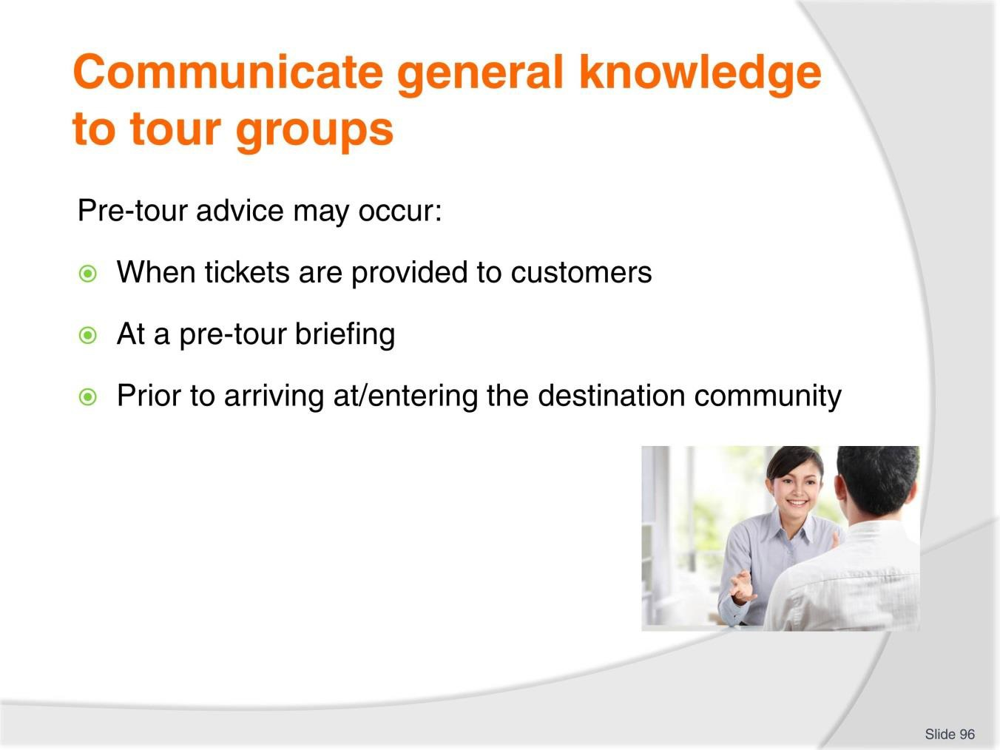 Communicate general knowledge
to tour groups
Pre-tour advice may occur:
When tickets are provided to customers
At a pre-tour briefing
Prior to arriving at/entering the destination community
Slide 96